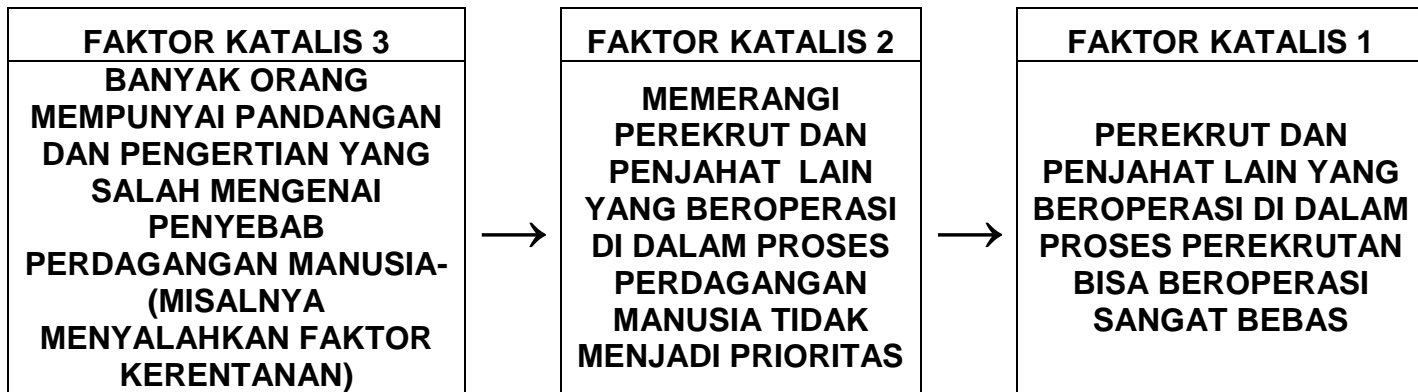 FAKTOR KATALIS 3
BANYAK ORANG
MEMPUNYAI PANDANGAN
DAN PENGERTIAN YANG
SALAH MENGENAI
PENYEBAB
PERDAGANGAN MANUSIA-
(MISALNYA
MENYALAHKAN FAKTOR
KERENTANAN)
→
FAKTOR KATALIS 2
MEMERANGI
PEREKRUT DAN
PENJAHAT LAIN
YANG BEROPERASI
DI DALAM PROSES
PERDAGANGAN
MANUSIA TIDAK
MENJADI PRIORITAS
→
FAKTOR KATALIS 1
PEREKRUT DAN
PENJAHAT LAIN YANG
BEROPERASI DI DALAM
PROSES PEREKRUTAN
BISA BEROPERASI
SANGAT BEBAS